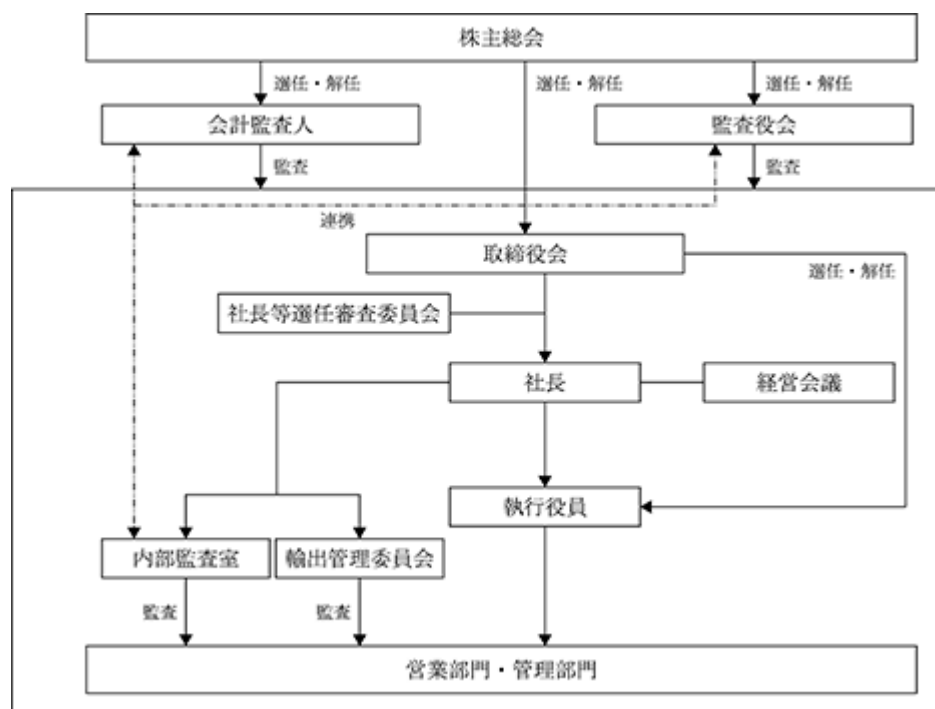 株主総会
選任・解任
選任・解任
選任・解任
会計監査人
監査役会
監査
監査
連携
取締役会
選任・解任
社長等選任審査委員会
社長
経営会議
執行役員
内部監査室
輸出管理委員会
監査
監査
営業部門・管理部門